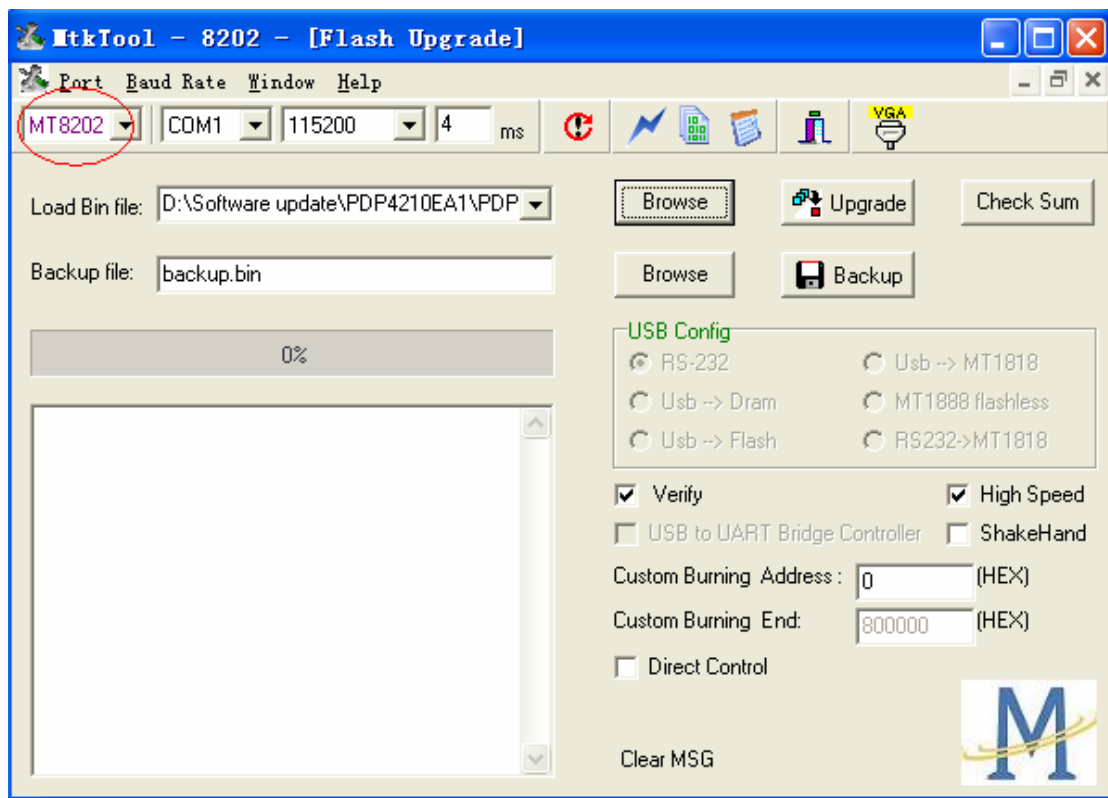 MtkTool - 8202 - [Flash Upgrade]
Port Baud Rate Window Help
MT8202 COM1 115200 4 ms VGA
Load Bin file: D:\Software update\PDP4210EA1\PDP Browse Upgrade Check Sum
Backup file: backup.bin Browse Backup
USB Config
0% RS-232 Usb --> MT1818
Usb --> Dram MT1888 flashless
Usb --> Flash RS232->MT1818
Verify High Speed
USB to UART Bridge Controller ShakeHand
Custom Burning Address : 0 (HEX)
Custom Burning End: 800000 (HEX)
Direct Control
M
Clear MSG